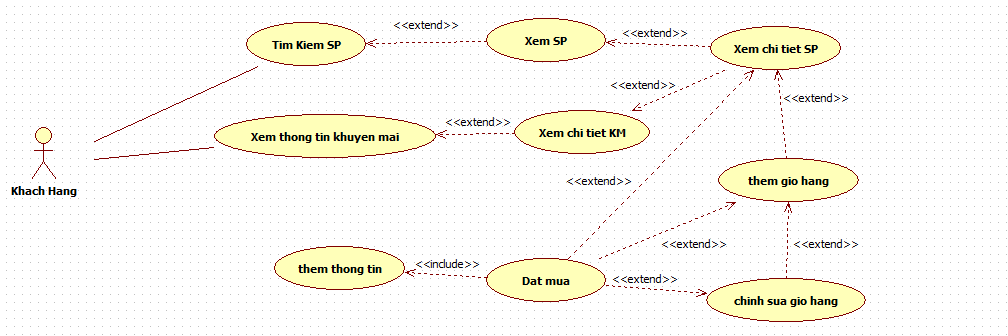 <<extend>>
Tim Kiem SP
Xem SP
<<extend>>
Xem chi tiet SP
<<extend>>
<<extend>>
Xem thong tin khuyen mai
<<extend>>
Xem chi tiet KM
Khach Hang
<<extend>>
them gio hang
<<extend>>
<<extend>>
them thong tin
<<include>>
Dat mua
<<extend>>
chinh sua gio hang